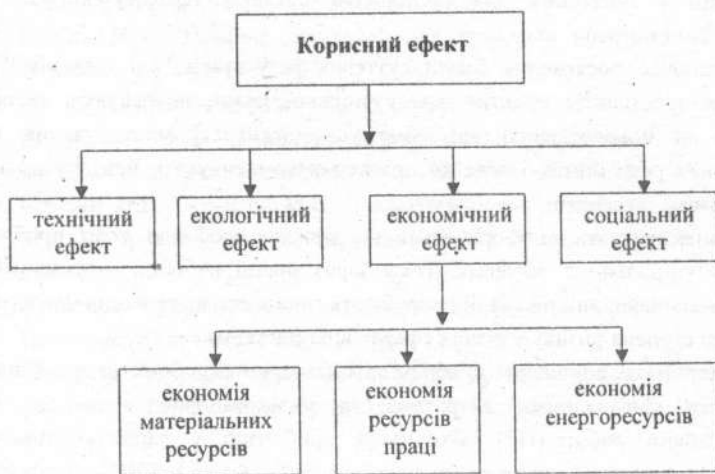 Корисний ефект
технічний
ефект
екологічний
ефект
економічний
ефект
соціальний
ефект
економія
матеріальних
ресурсів
економія
ресурсів
праці
економія
енергоресурсів